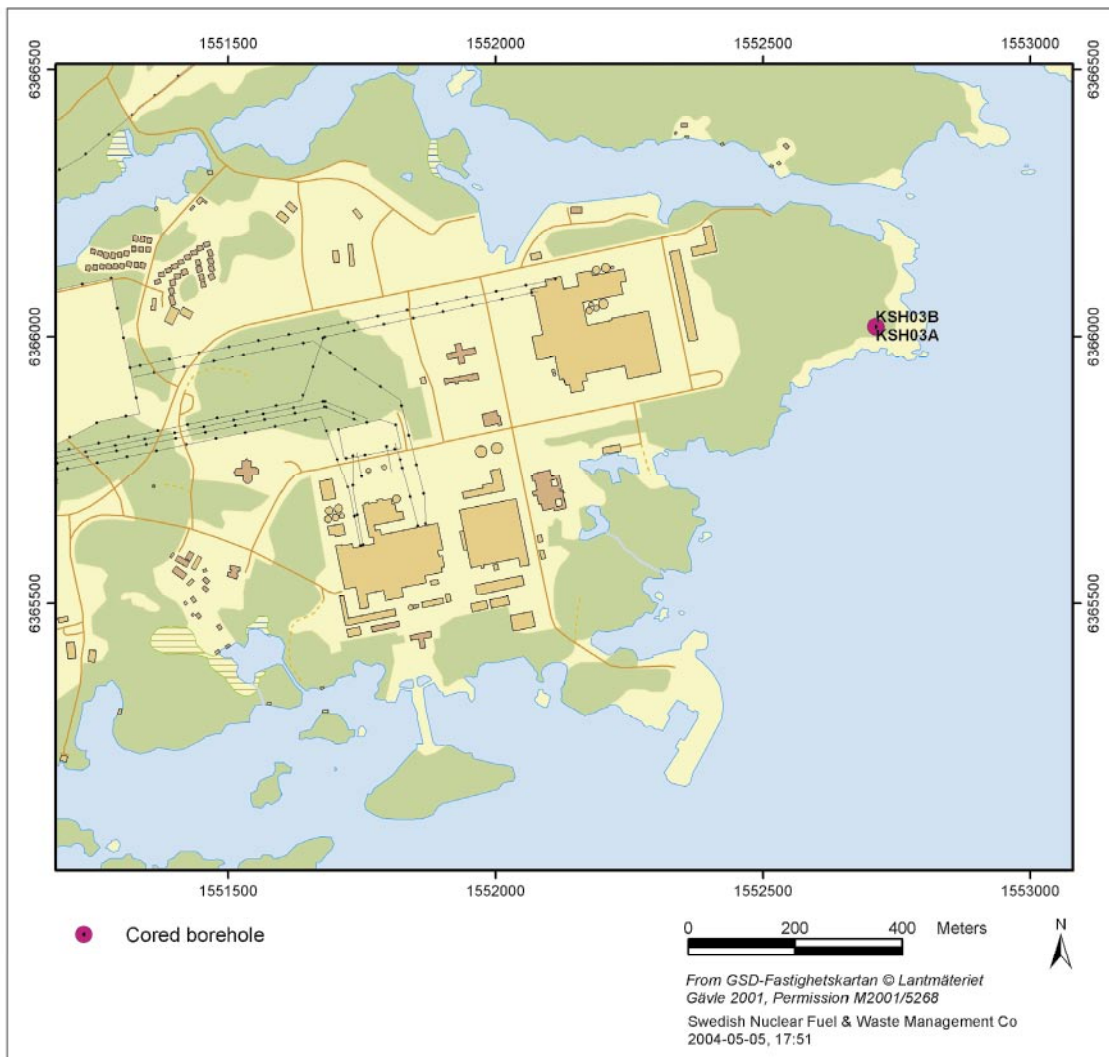 1551500 1552000 1552500 1553000
6366500 6366500
KSH03B
KSH03A
6366000 6366000
6365500 6365500
1551500 1552000 1552500 1553000
Cored borehole
0 200 400 Meters
N
From GSD-Fastighetskartan © Lantmäteriet
Gävle 2001, Permission M2001/5268
Swedish Nuclear Fuel & Waste Management Co
2004-05-05, 17:51